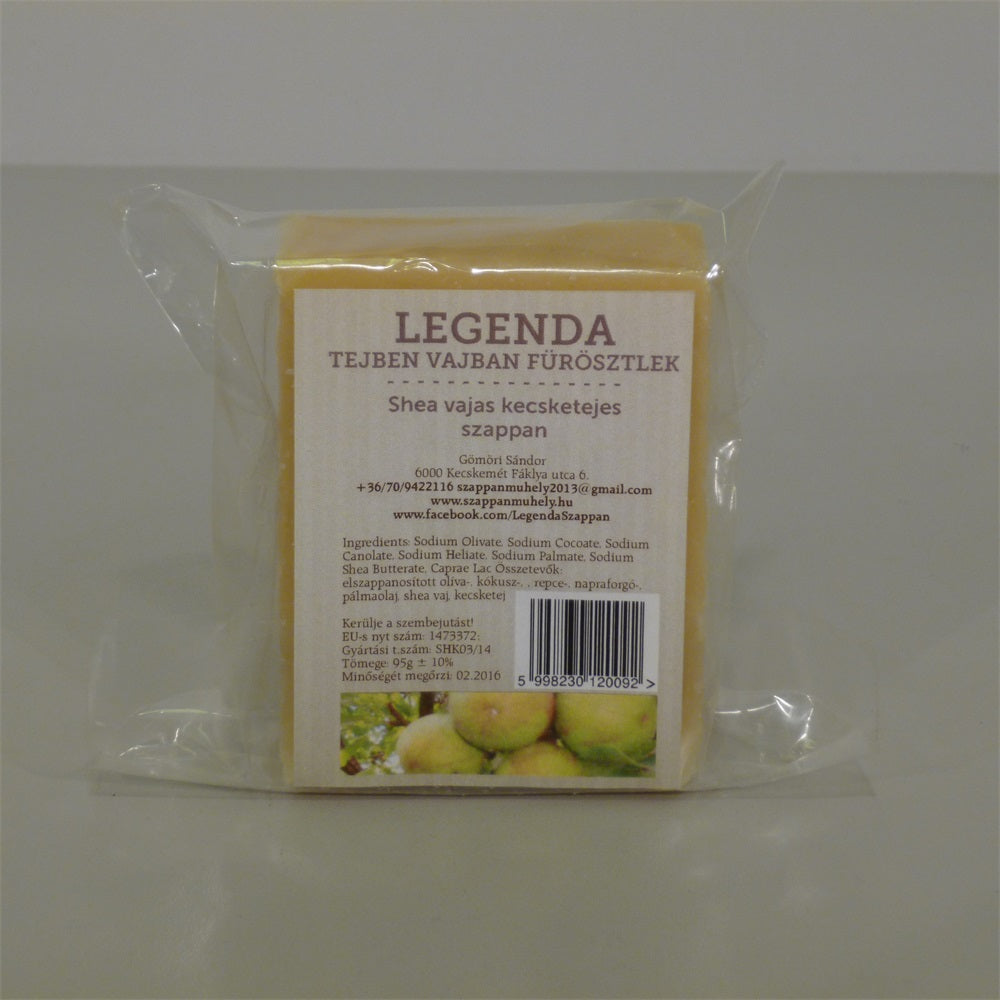 LEGENDA
TEJBEN VAJBAN FÜRÖSZTLEK
Shea vajas kecsketejes
szappan
Gömöri Sándor
6000 Kecskemét Fáklya utca 6.
+36/70/9422116 szappanmuhely2013@gmail.com
www.szappanmuhely.hu
www.facebook.com/LegendaSzappan
Ingredients: Sodium Olivate, Sodium Cocoate, Sodium
Canolate, Sodium Heliate, Sodium Palmate, Sodium
Shea Butterate, Caprae Lac Összetevők:
elszappanosított olíva-, kókusz-, , repce-, napraforgó-,
pálmaolaj, shea vaj, kecsketej
Kerülje a szembejutást!
EU-s nyt szám: 1473372:
Gyártási t.szám: SHK03/14
Tömege: 95g ± 10%
Minőségét megőrzi: 02.2016
5 998230 120092 >